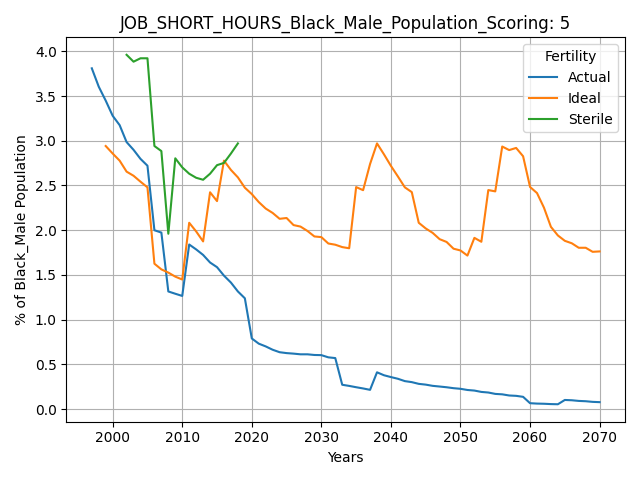 JOB_SHORT_HOURS_Black_Male_Population_Scoring: 5
Fertility
Actual
Ideal
Sterile
% of Black_Male Population
4.0
3.5
3.0
2.5
2.0
1.5
1.0
0.5
0.0
2000 2010 2020 2030 2040 2050 2060 2070
Years